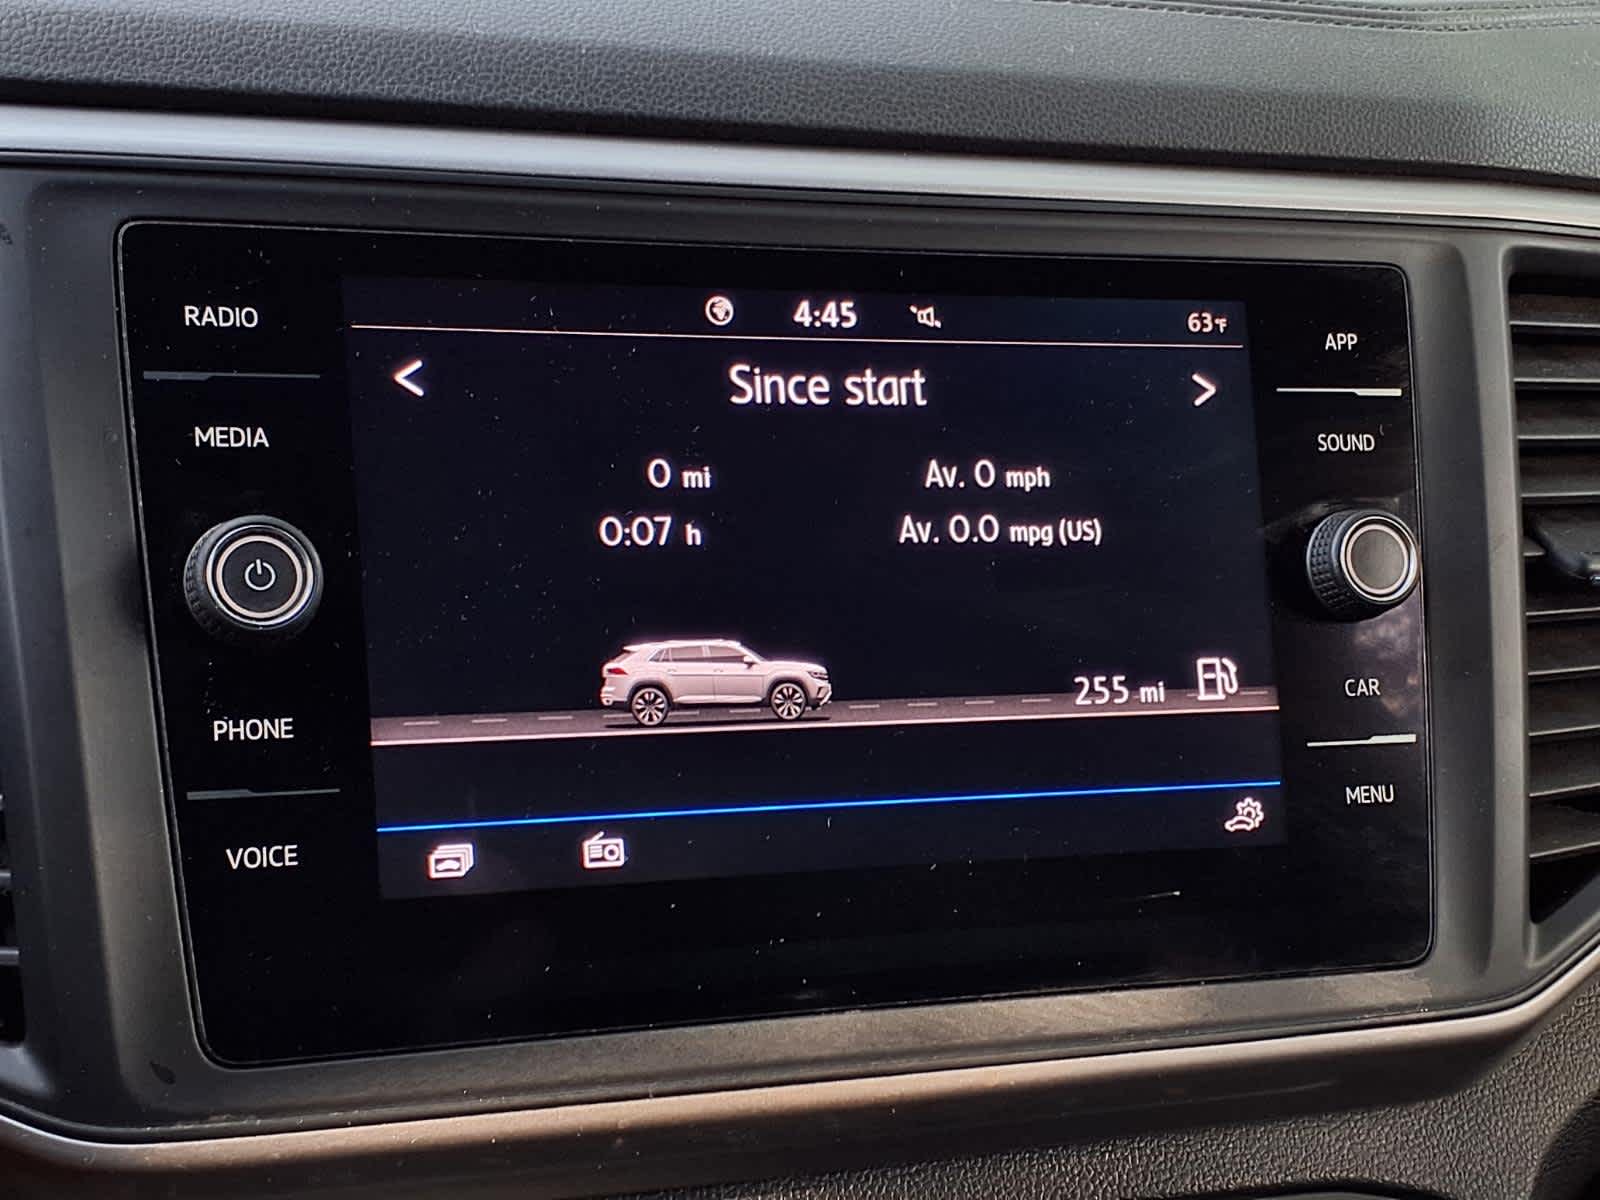 RADIO
MEDIA
PHONE
VOICE
4:45
63°F
<
Since start
>
0 mi
Av. 0 mph
0:07 h
Av. 0.0 mpg (US)
255 mi
APP
SOUND
CAR
MENU